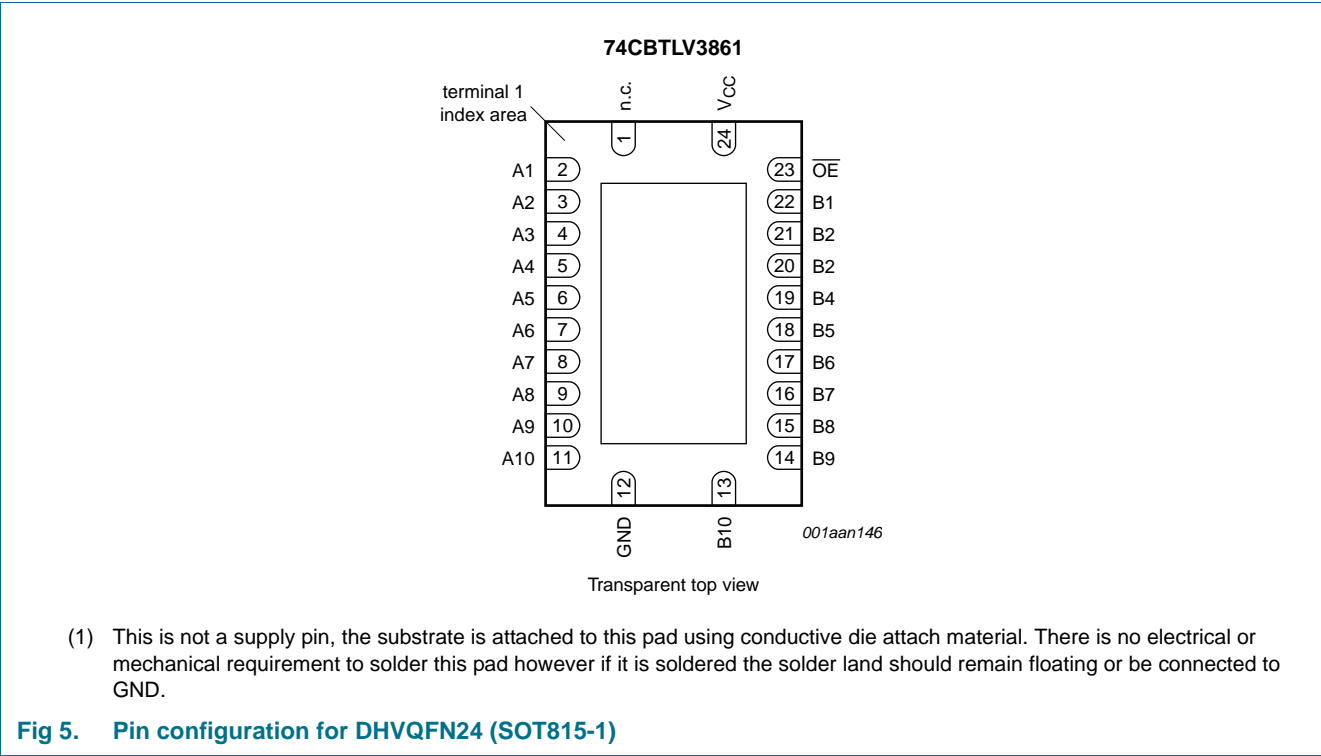 74CBTLV3861
terminal 1
index area
n.c.
VCC
1
24
A1 2
23 OE
A2 3
22 B1
A3 4
21 B2
A4 5
20 B2
A5 6
19 B4
A6 7
18 B5
A7 8
17 B6
A8 9
16 B7
A9 10
15 B8
A10 11
14 B9
12
13
GND
B10
001aan146
Transparent top view
(1) This is not a supply pin, the substrate is attached to this pad using conductive die attach material. There is no electrical or
mechanical requirement to solder this pad however if it is soldered the solder land should remain floating or be connected to
GND.
Fig 5. Pin configuration for DHVQFN24 (SOT815-1)